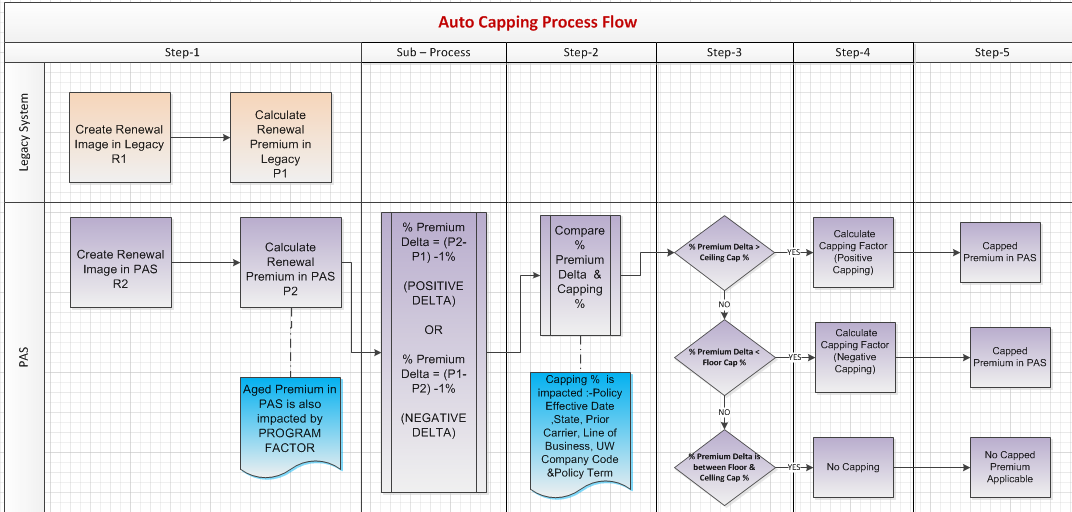 Auto Capping Process Flow
Step-1
Sub – Process
Step-2
Step-3
Step-4
Step-5
Legacy System
Create Renewal
Image in Legacy
R1
Calculate
Renewal
Premium in
Legacy
P1
PAS
Create Renewal
Image in PAS
R2
Calculate
Renewal
Premium in PAS
P2
Aged Premium in
PAS is also
impacted by
PROGRAM
FACTOR
% Premium
Delta = (P2-
P1) -1%
(POSITIVE
DELTA)
OR
% Premium
Delta = (P1-
P2) -1%
(NEGATIVE
DELTA)
Compare
%
Premium
Delta &
Capping
%
Capping % is
impacted :-Policy
Effective Date
,State, Prior
Carrier, Line of
Business, UW
Company Code
&Policy Term
% Premium Delta >
Ceiling Cap %
YES
Calculate
Capping Factor
(Positive
Capping)
Capped
Premium in PAS
NO
% Premium Delta <
Floor Cap %
YES
Calculate
Capping Factor
(Negative
Capping)
Capped
Premium in PAS
NO
% Premium Delta is
between Floor &
Ceiling Cap %
YES
No Capping
No Capped
Premium
Applicable